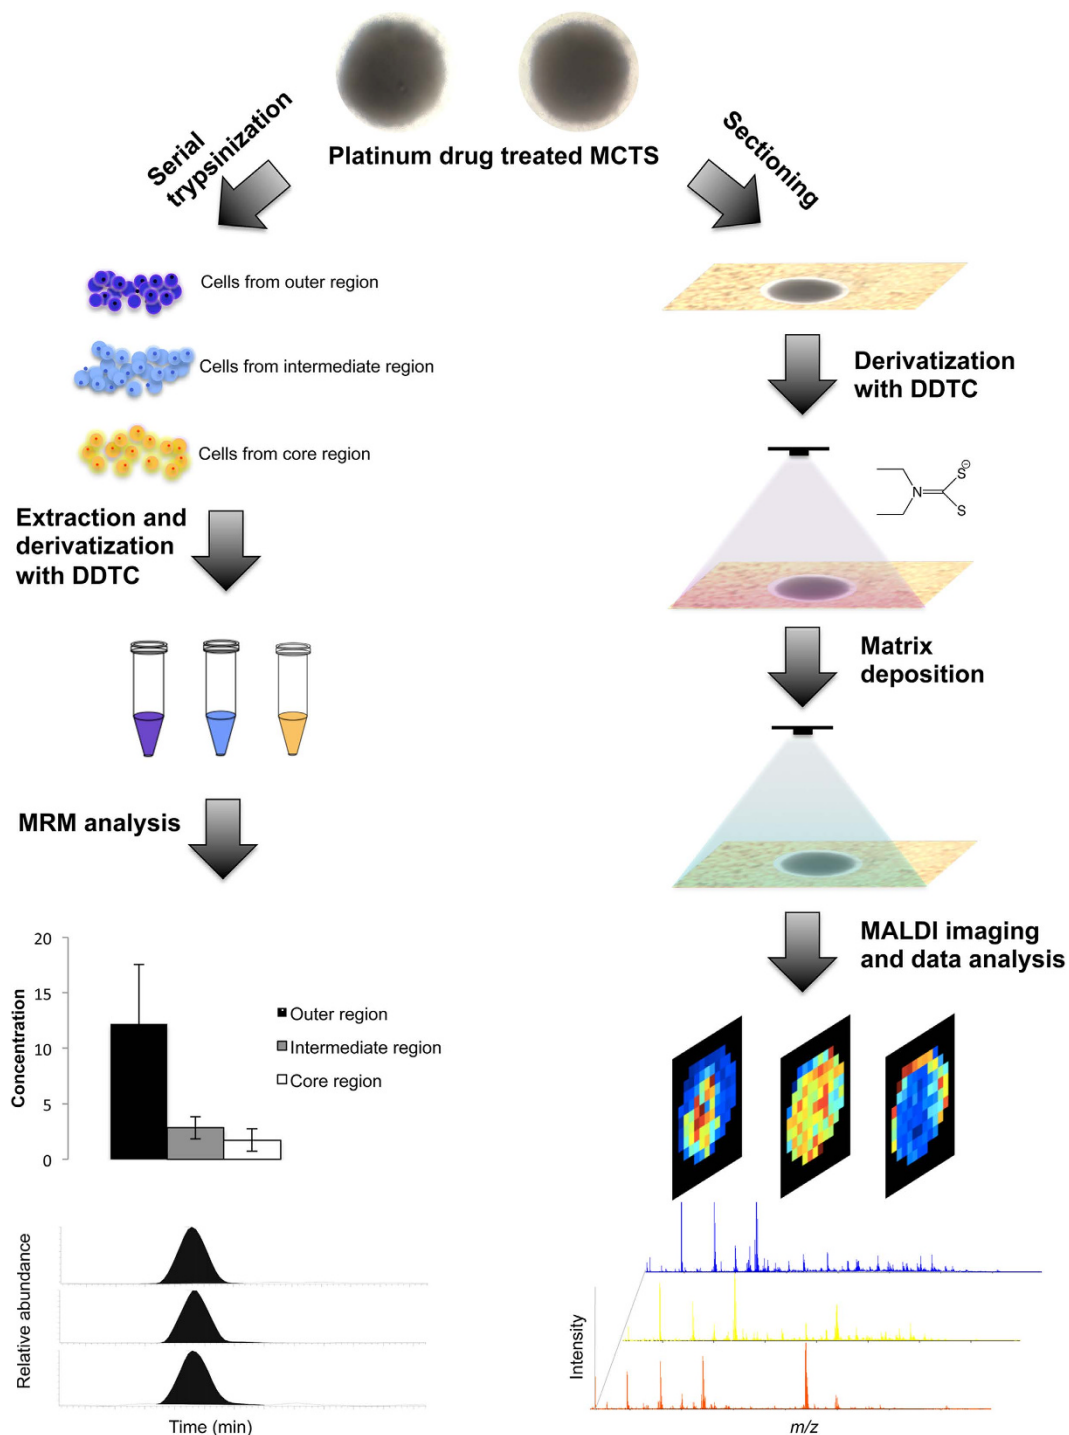 Platinum drug treated MCTS
Serial
trypsinization
Sectioning
Cells from outer region
Cells from intermediate region
Cells from core region
Extraction and
derivatization
with DDTC
MRM analysis
20
15
10
5
0
Concentration
Outer region
Intermediate region
Core region
Relative abundance
Time (min)
Derivatization
with DDTC
N
S⊖
S
Matrix
deposition
MALDI imaging
and data analysis
Intensity
m/z